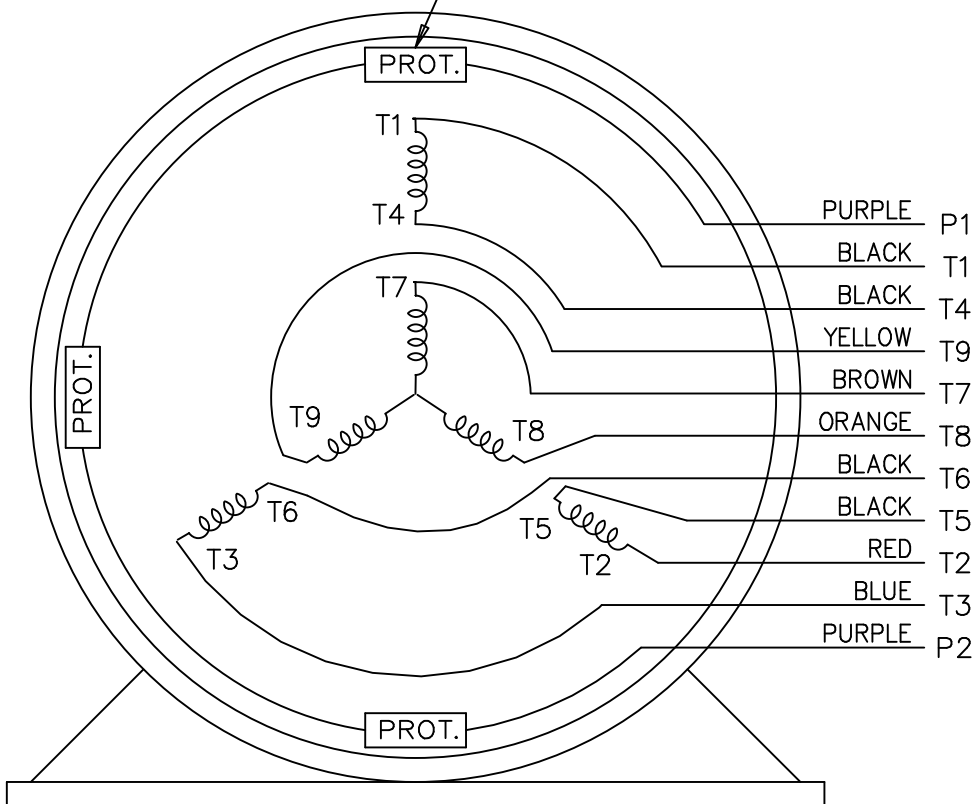 PROT.
T1
T4
PURPLE P1
BLACK T1
T7
BLACK T4
YELLOW T9
PROT.
BROWN T7
T9
T8
ORANGE T8
BLACK T6
T6
T5
BLACK T5
T3
T2
RED T2
BLUE T3
PURPLE P2
PROT.